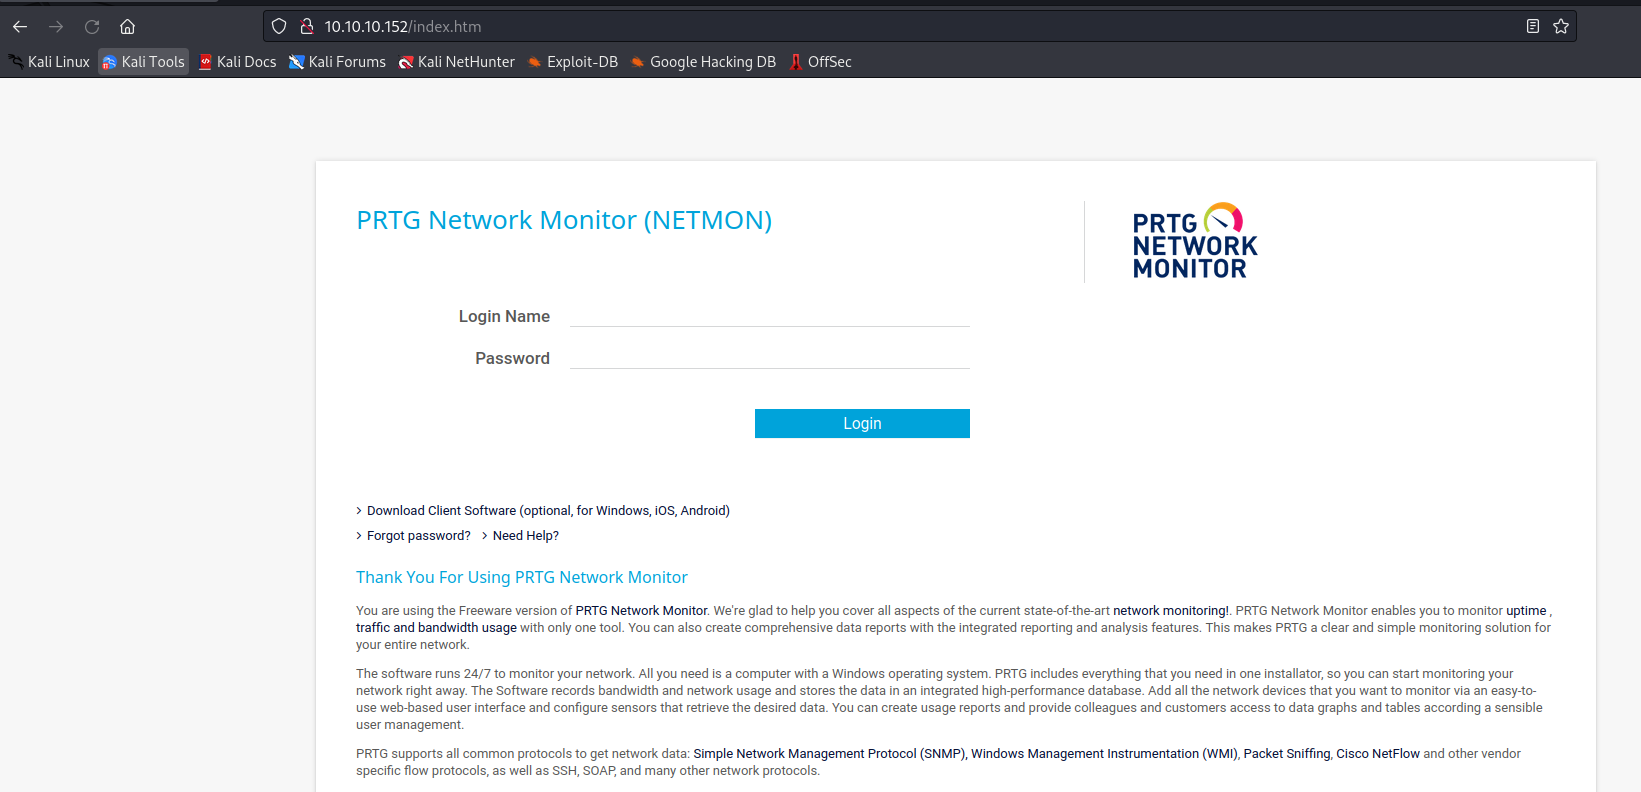 10.10.10.152/index.htm
Kali Linux Kali Tools Kali Docs Kali Forums Kali NetHunter Exploit-DB Google Hacking DB OffSec
PRTG Network Monitor (NETMON)
PRTG
NETWORK
MONITOR
Login Name
Password
Login
Download Client Software (optional, for Windows, iOS, Android)
Forgot password? Need Help?
Thank You For Using PRTG Network Monitor
You are using the Freeware version of PRTG Network Monitor. We're glad to help you cover all aspects of the current state-of-the-art network monitoring!. PRTG Network Monitor enables you to monitor uptime ,
traffic and bandwidth usage with only one tool. You can also create comprehensive data reports with the integrated reporting and analysis features. This makes PRTG a clear and simple monitoring solution for
your entire network.
The software runs 24/7 to monitor your network. All you need is a computer with a Windows operating system. PRTG includes everything that you need in one installator, so you can start monitoring your
network right away. The Software records bandwidth and network usage and stores the data in an integrated high-performance database. Add all the network devices that you want to monitor via an easy-to-
use web-based user interface and configure sensors that retrieve the desired data. You can create usage reports and provide colleagues and customers access to data graphs and tables according a sensible
user management.
PRTG supports all common protocols to get network data: Simple Network Management Protocol (SNMP), Windows Management Instrumentation (WMI), Packet Sniffing, Cisco NetFlow and other vendor
specific flow protocols, as well as SSH, SOAP, and many other network protocols.